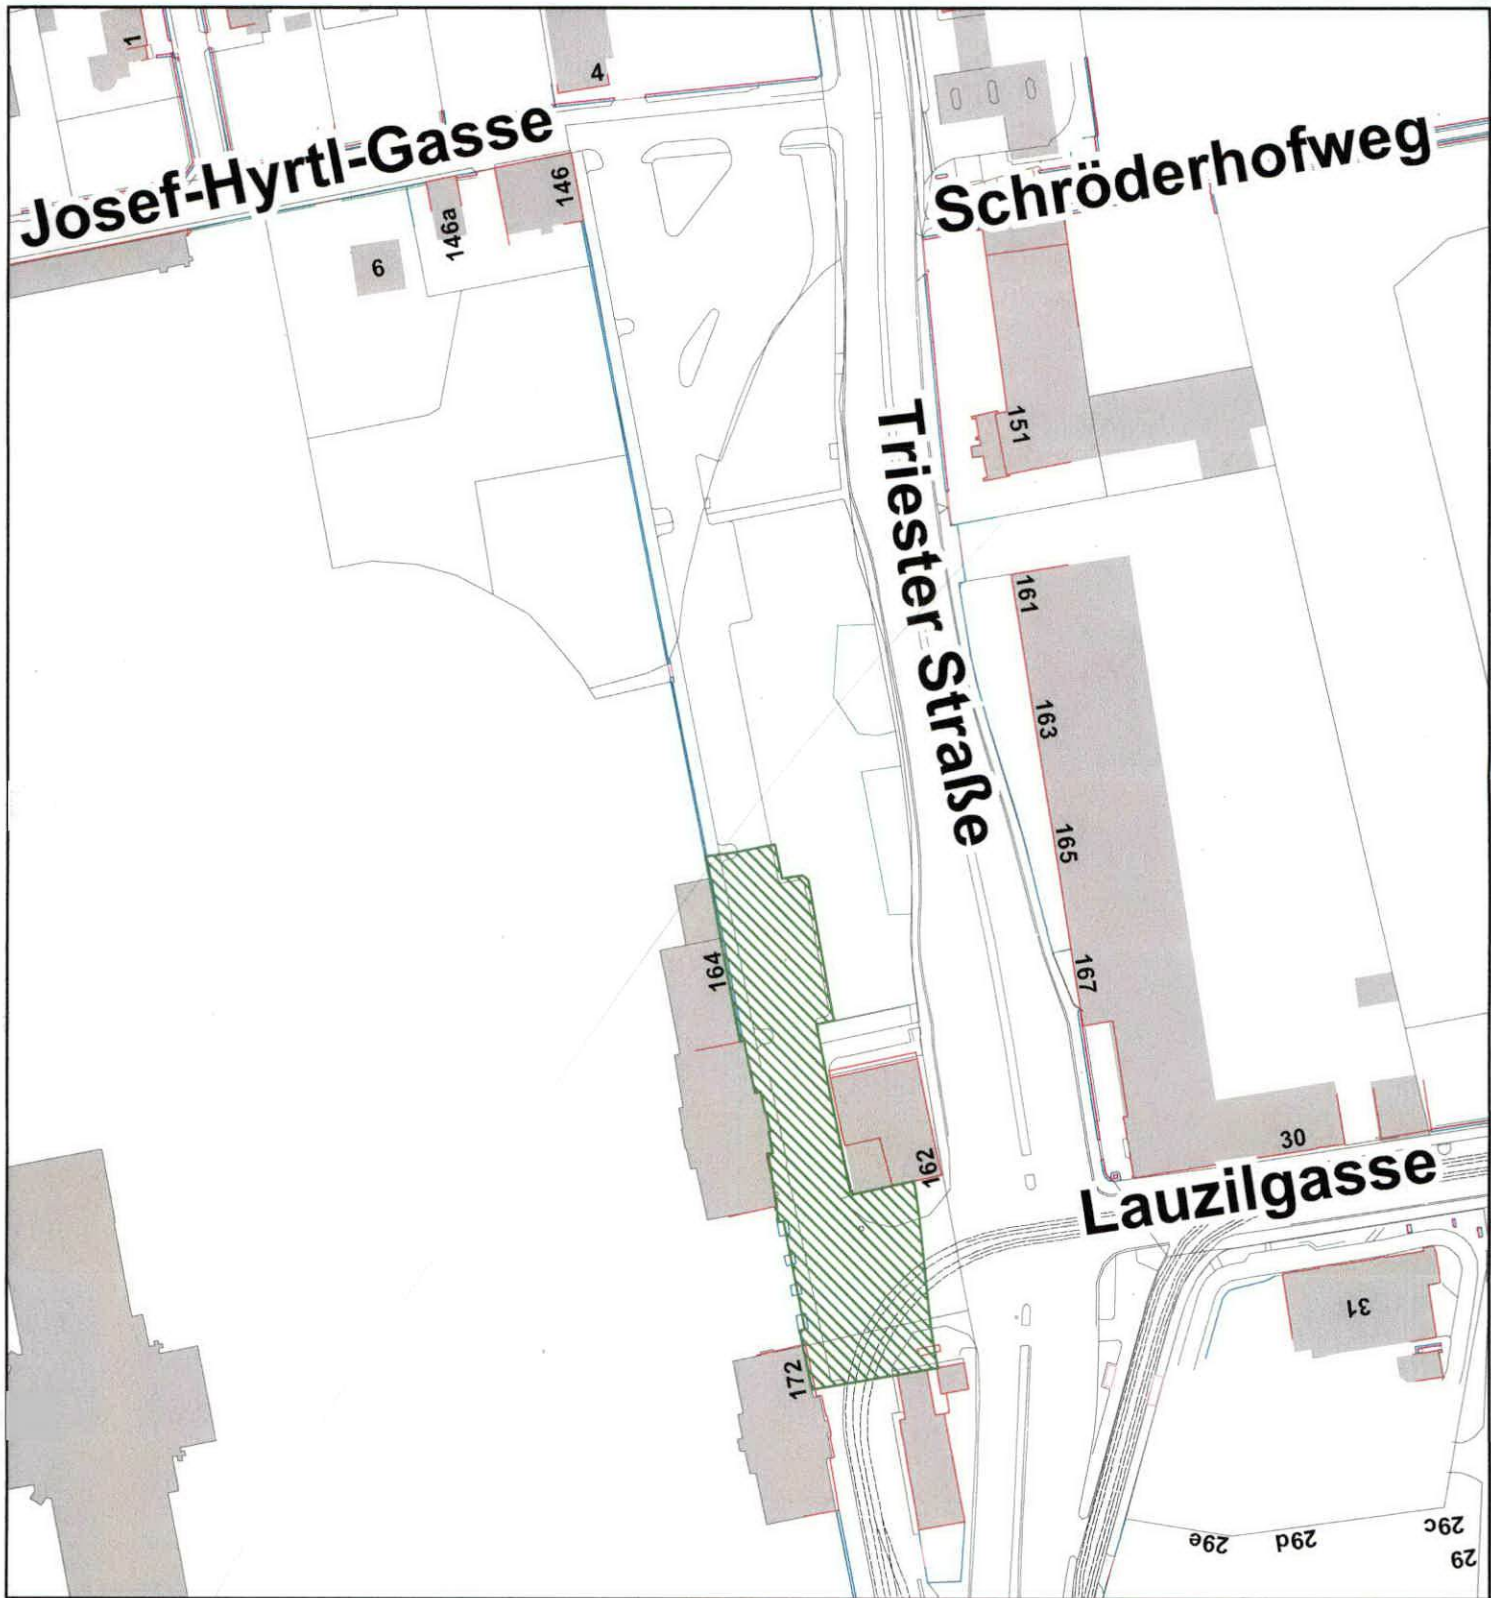 1
4
Josef-Hyrtl-Gasse
Schröderhofweg
146
146a
6
151
Triester Straße
161
163
165
164
167
162
30
Lauzilgasse
31
172
29e
29d
29c
29